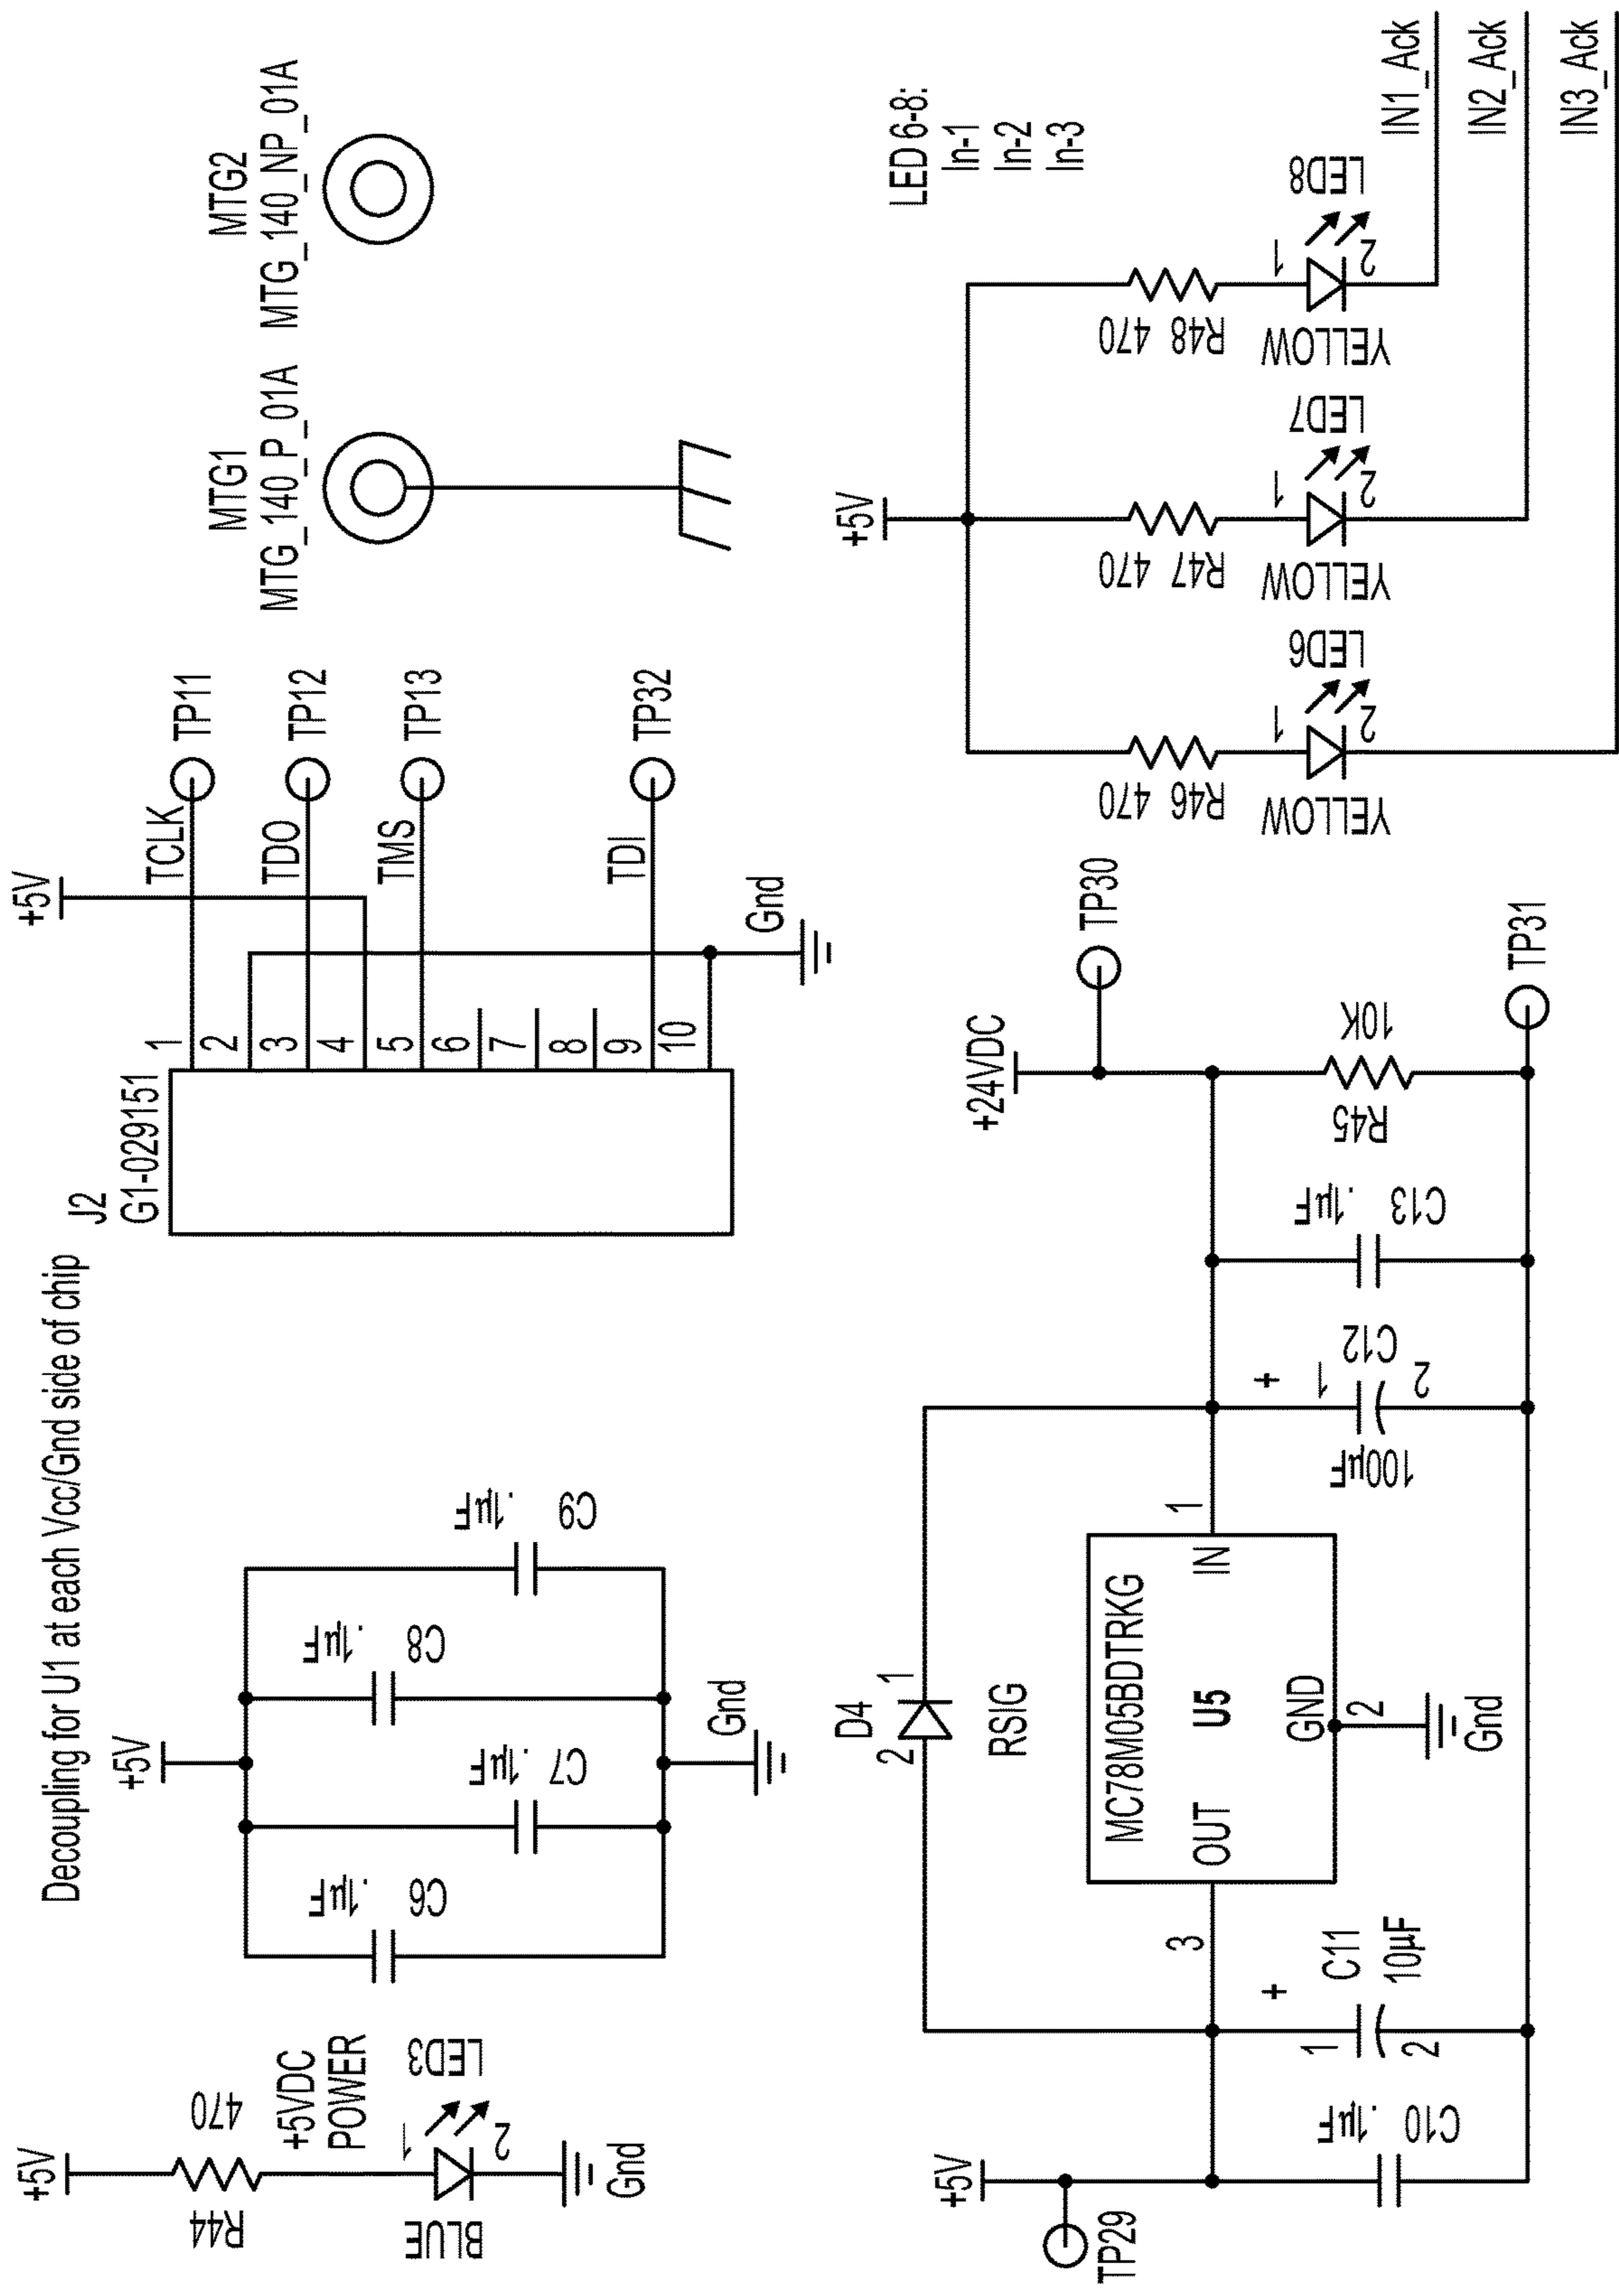 Decoupling for U1 at each Vcc/Gnd side of chip
+5V
R44
470
+5VDC
POWER
1
2
LED3
BLUE
Gnd
+5V
C6
.1µF
C7
.1µF
C8
.1µF
C9
.1µF
Gnd
J2
G1-029151
1
2
3
4
5
6
7
8
9
10
+5V
TCLK
TDO
TMS
TDI
TP11
TP12
TP13
TP32
Gnd
MTG1
MTG_140_P_01A
MTG2
MTG_140_NP_01A
+5V
TP29
C10
.1µF
+
1
2
C11
10µF
3
D4
2
1
RSIG
MC78M05BDTRKG
OUT
U5
IN
GND
2
Gnd
1
+
1
2
C12
100µF
C13
.1µF
+24VDC
TP30
R45
10K
TP31
+5V
R46 470
R47 470
R48 470
1
2
LED6
YELLOW
1
2
LED7
YELLOW
1
2
LED8
YELLOW
LED 6-8:
In-1
In-2
In-3
IN1_Ack
IN2_Ack
IN3_Ack